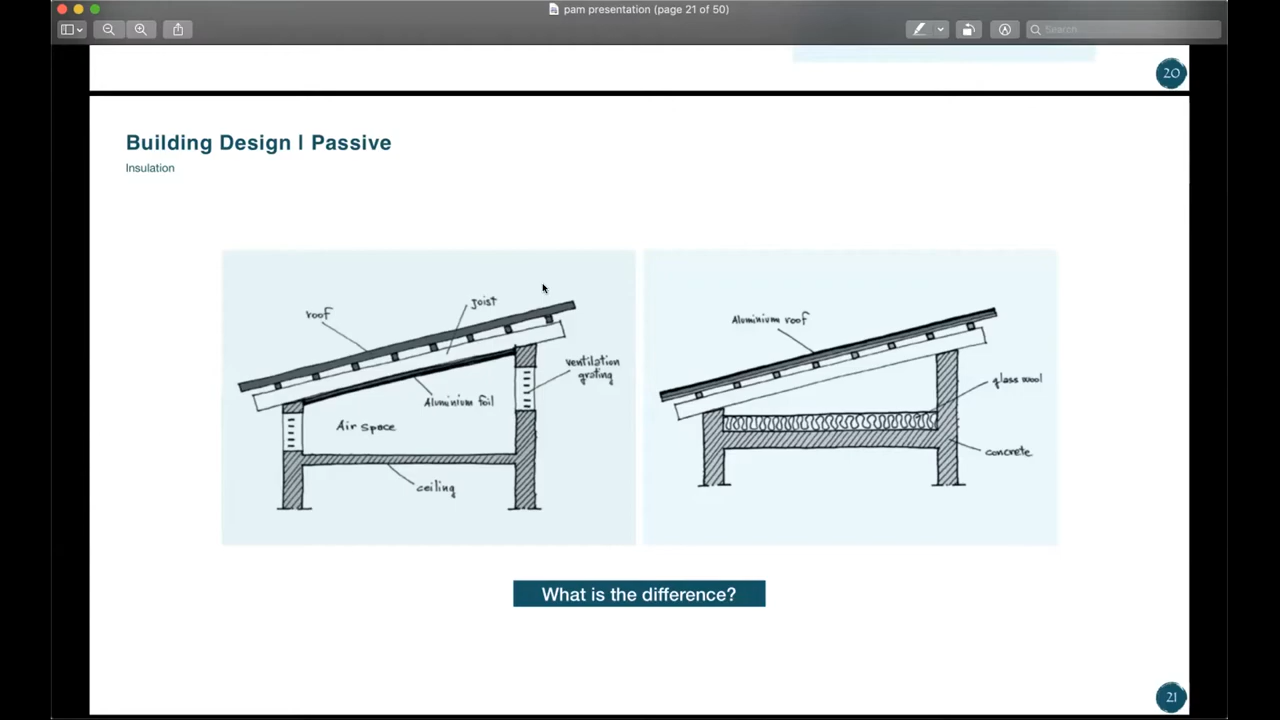 pam presentation (page 21 of 50)
Search
20
Building Design | Passive
Insulation
roof
joist
ventilation
grating
Aluminium foil
Air space
ceiling
Aluminium roof
glass wool
concrete
What is the difference?
21